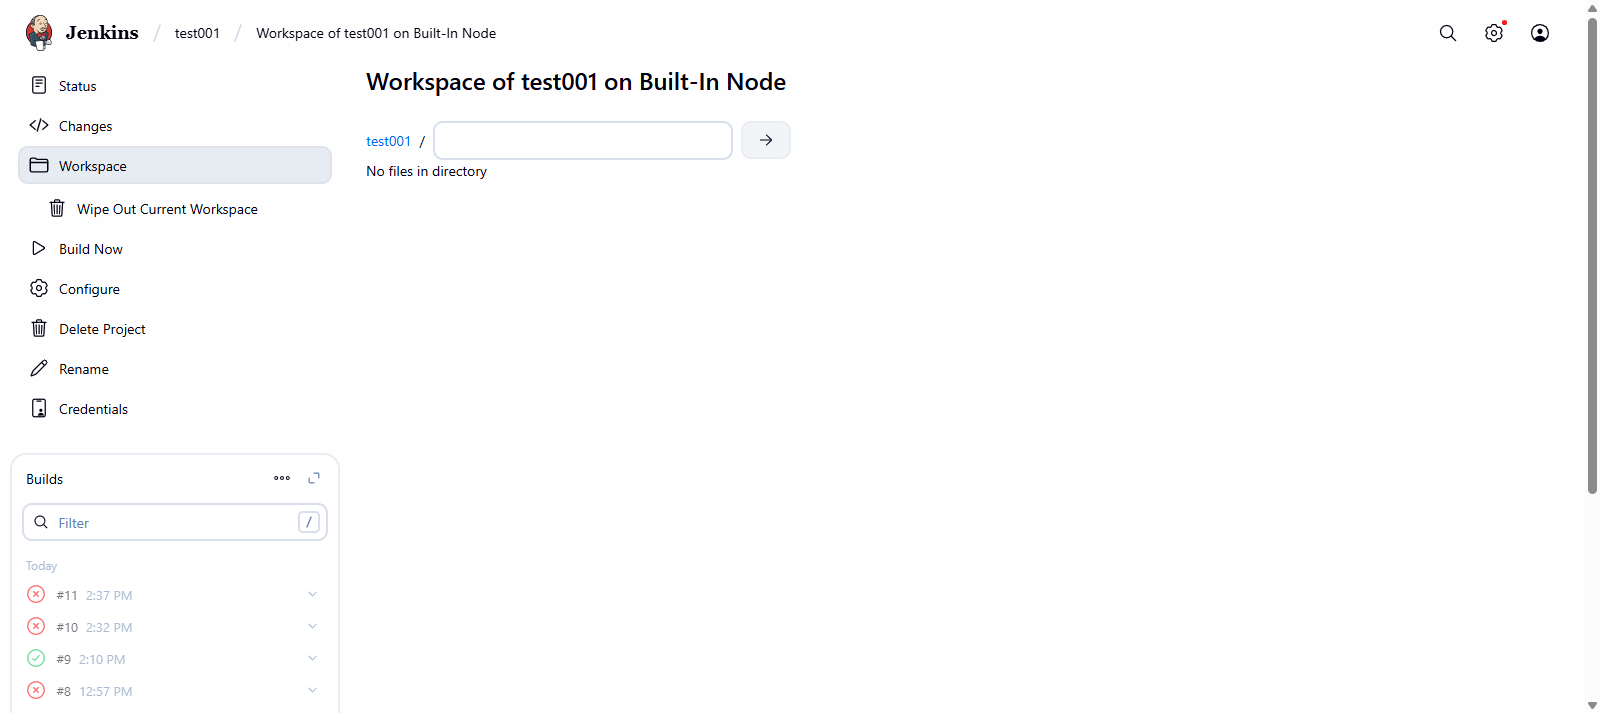 Jenkins / test001 / Workspace of test001 on Built-In Node
Status
Changes
Workspace
Wipe Out Current Workspace
Build Now
Configure
Delete Project
Rename
Credentials
Builds
Filter /
Today
#11 2:37 PM
#10 2:32 PM
#9 2:10 PM
#8 12:57 PM
Workspace of test001 on Built-In Node
test001 /
No files in directory